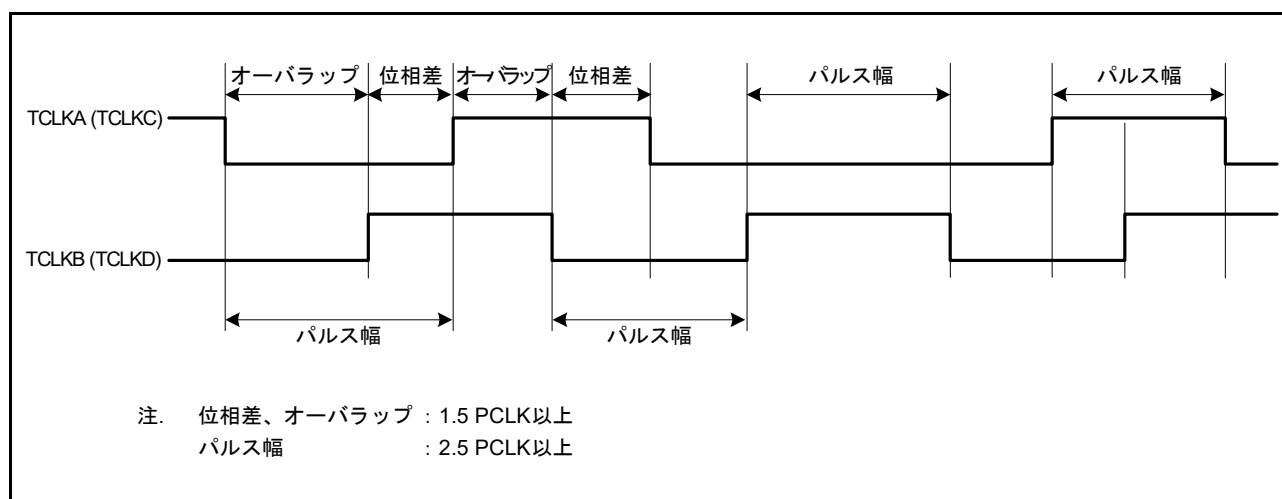 オーバラップ 位相差 オーバラップ 位相差 パルス幅 パルス幅
TCLKA (TCLKC)
TCLKB (TCLKD)
パルス幅 パルス幅
注. 位相差、オーバラップ : 1.5 PCLK以上
パルス幅 : 2.5 PCLK以上